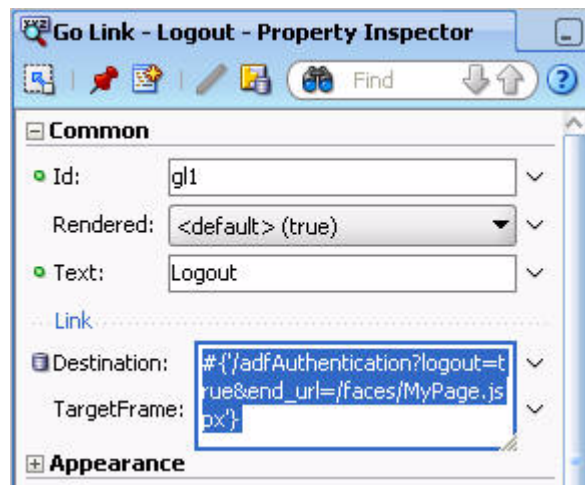 Go Link - Logout - Property Inspector
Find
Common
Id: gl1
Rendered: <default> (true)
Text: Logout
Link
Destination: #{'/adfAuthentication?logout=t
rue&end_url=/faces/MyPage.js
TargetFrame: px'}
Appearance